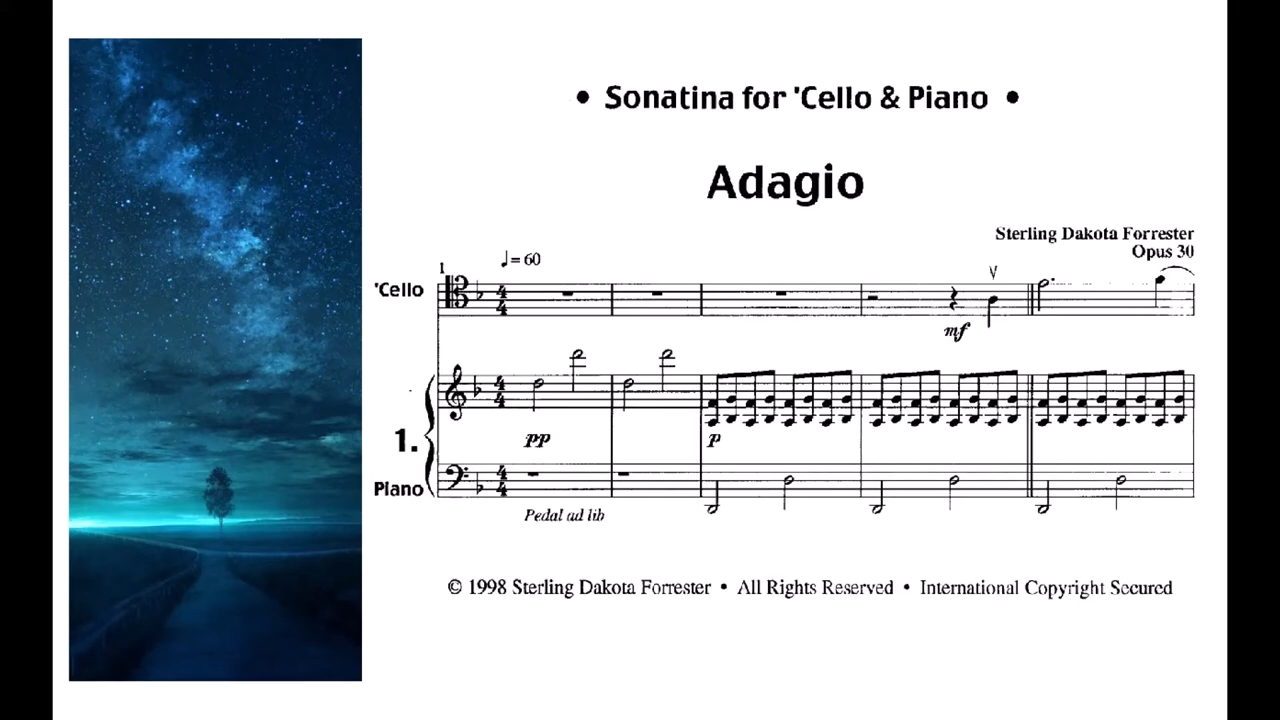 • Sonatina for 'Cello & Piano •
Adagio
Sterling Dakota Forrester
Opus 30
1
♩= 60
'Cello
mf
pp
p
1.
Piano
Pedal ad lib
© 1998 Sterling Dakota Forrester • All Rights Reserved • International Copyright Secured